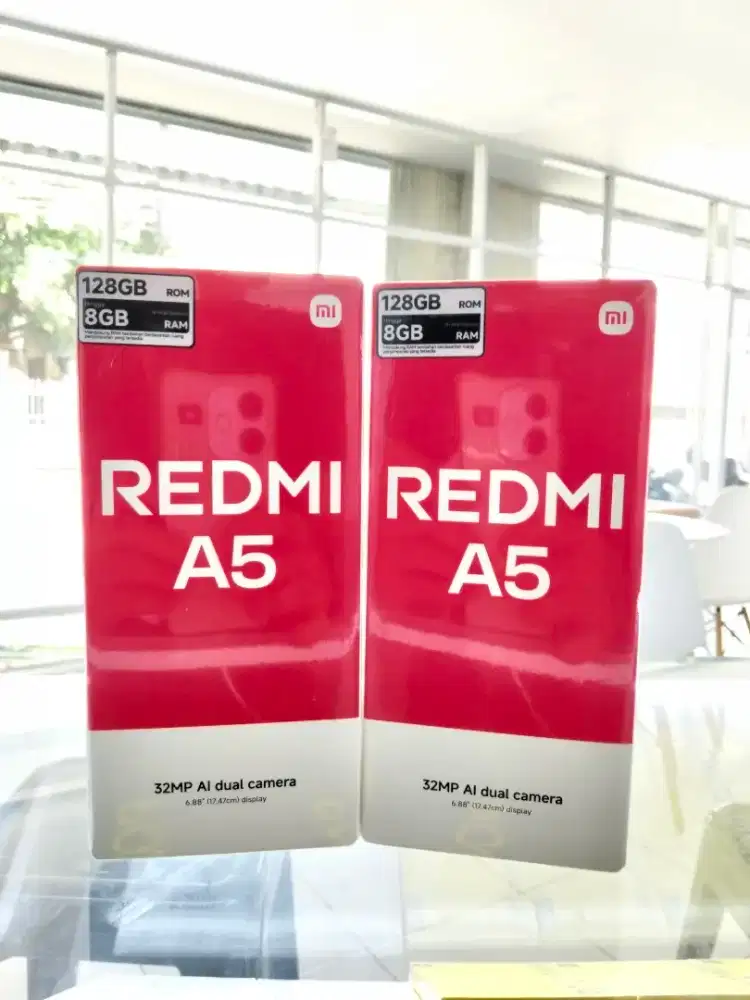 128GB ROM
8GB RAM
mi
REDMI
A5
32MP AI dual camera
6.88" (17.47cm) display
128GB ROM
8GB RAM
mi
REDMI
A5
32MP AI dual camera
6.88" (17.47cm) display